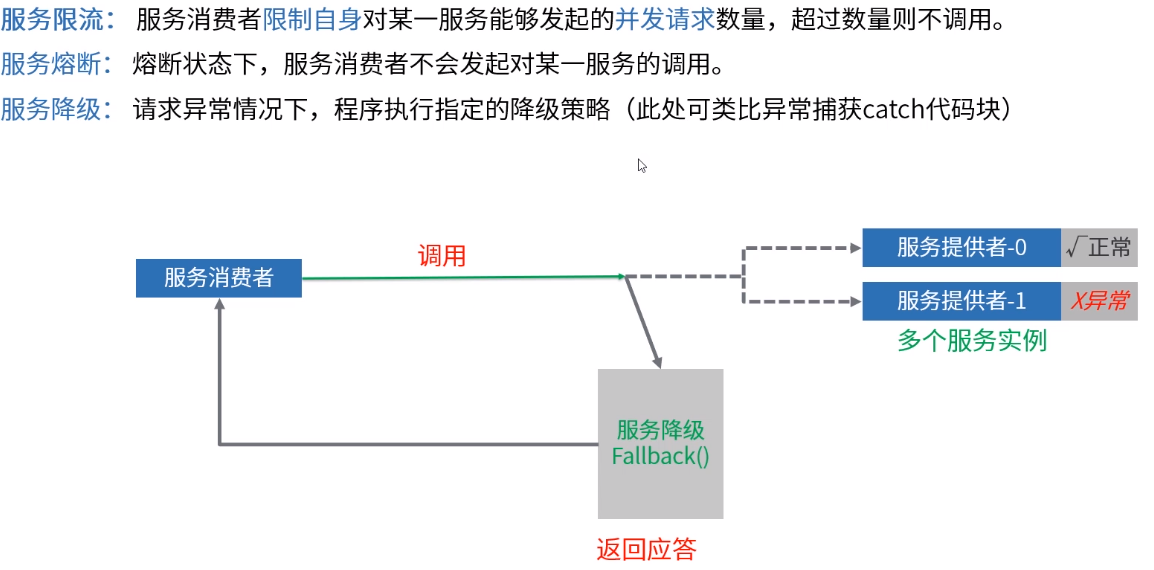 服务限流： 服务消费者限制自身对某一服务能够发起的并发请求数量，超过数量则不调用。
服务熔断： 熔断状态下，服务消费者不会发起对某一服务的调用。
服务降级： 请求异常情况下，程序执行指定的降级策略（此处可类比异常捕获catch代码块）
调用
服务消费者
服务提供者-0
√正常
服务提供者-1
X异常
多个服务实例
服务降级
Fallback()
返回应答